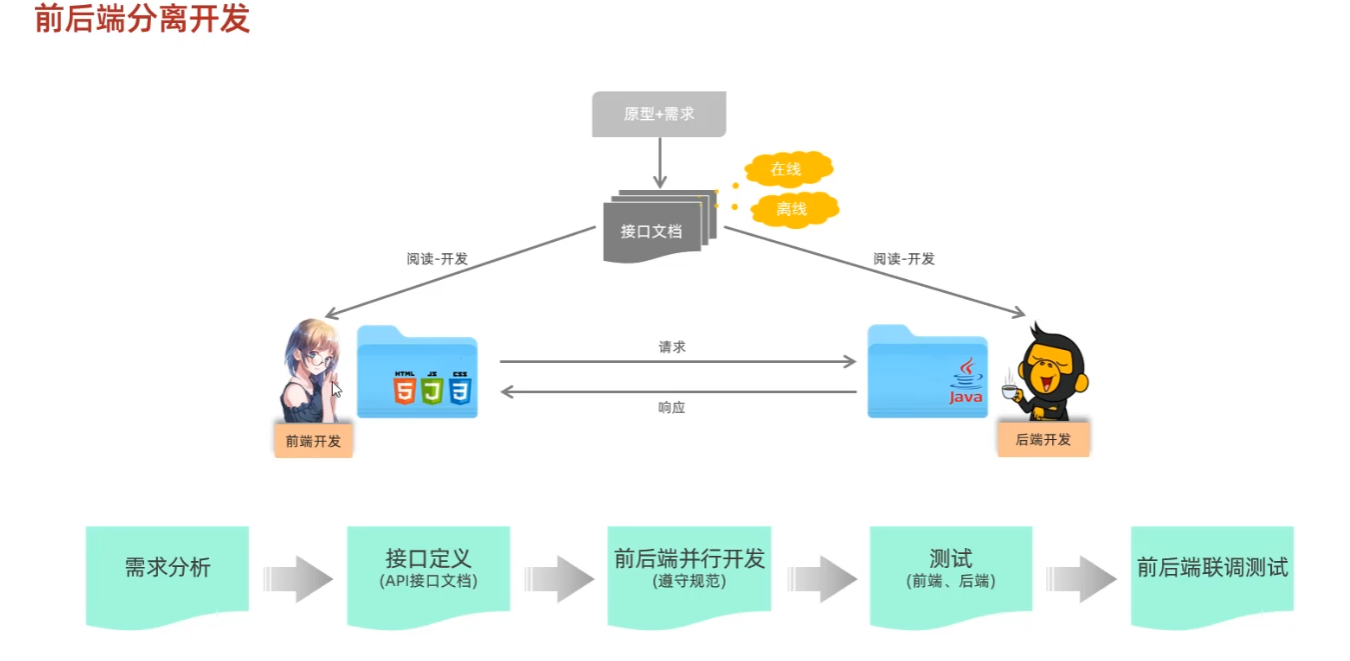 前后端分离开发
原型+需求
在线
离线
接口文档
阅读-开发
阅读-开发
请求
HTML JS CSS
5 J 3
Java
响应
前端开发
后端开发
需求分析
接口定义
(API接口文档)
前后端并行开发
(遵守规范)
测试
(前端、后端)
前后端联调测试